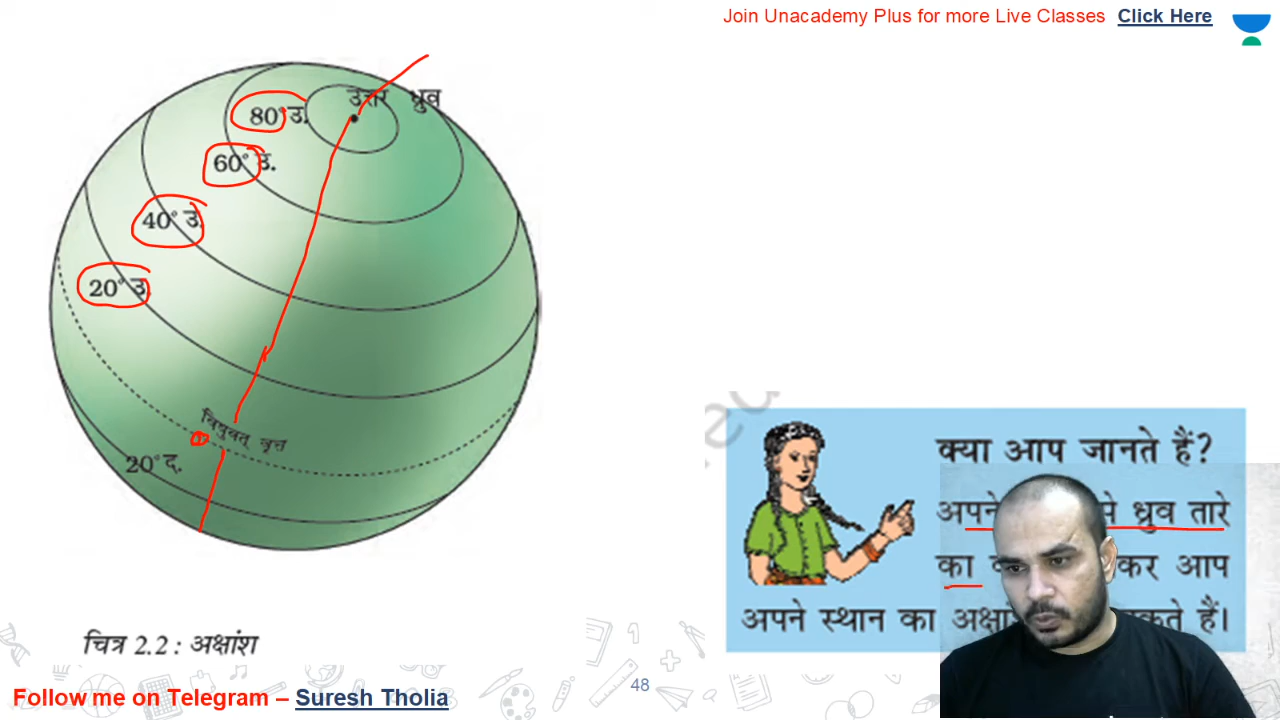 Join Unacademy Plus for more Live Classes Click Here
उत्तर ध्रुव
80° उ.
60° उ.
40° उ.
20° उ.
विषुवत् वृत्त
20° द.
क्या आप जानते हैं?
अपने से ध्रुव तारे
का कर आप
अपने स्थान का सकते हैं।
चित्र 2.2 : अक्षांश
48
Follow me on Telegram – Suresh Tholia